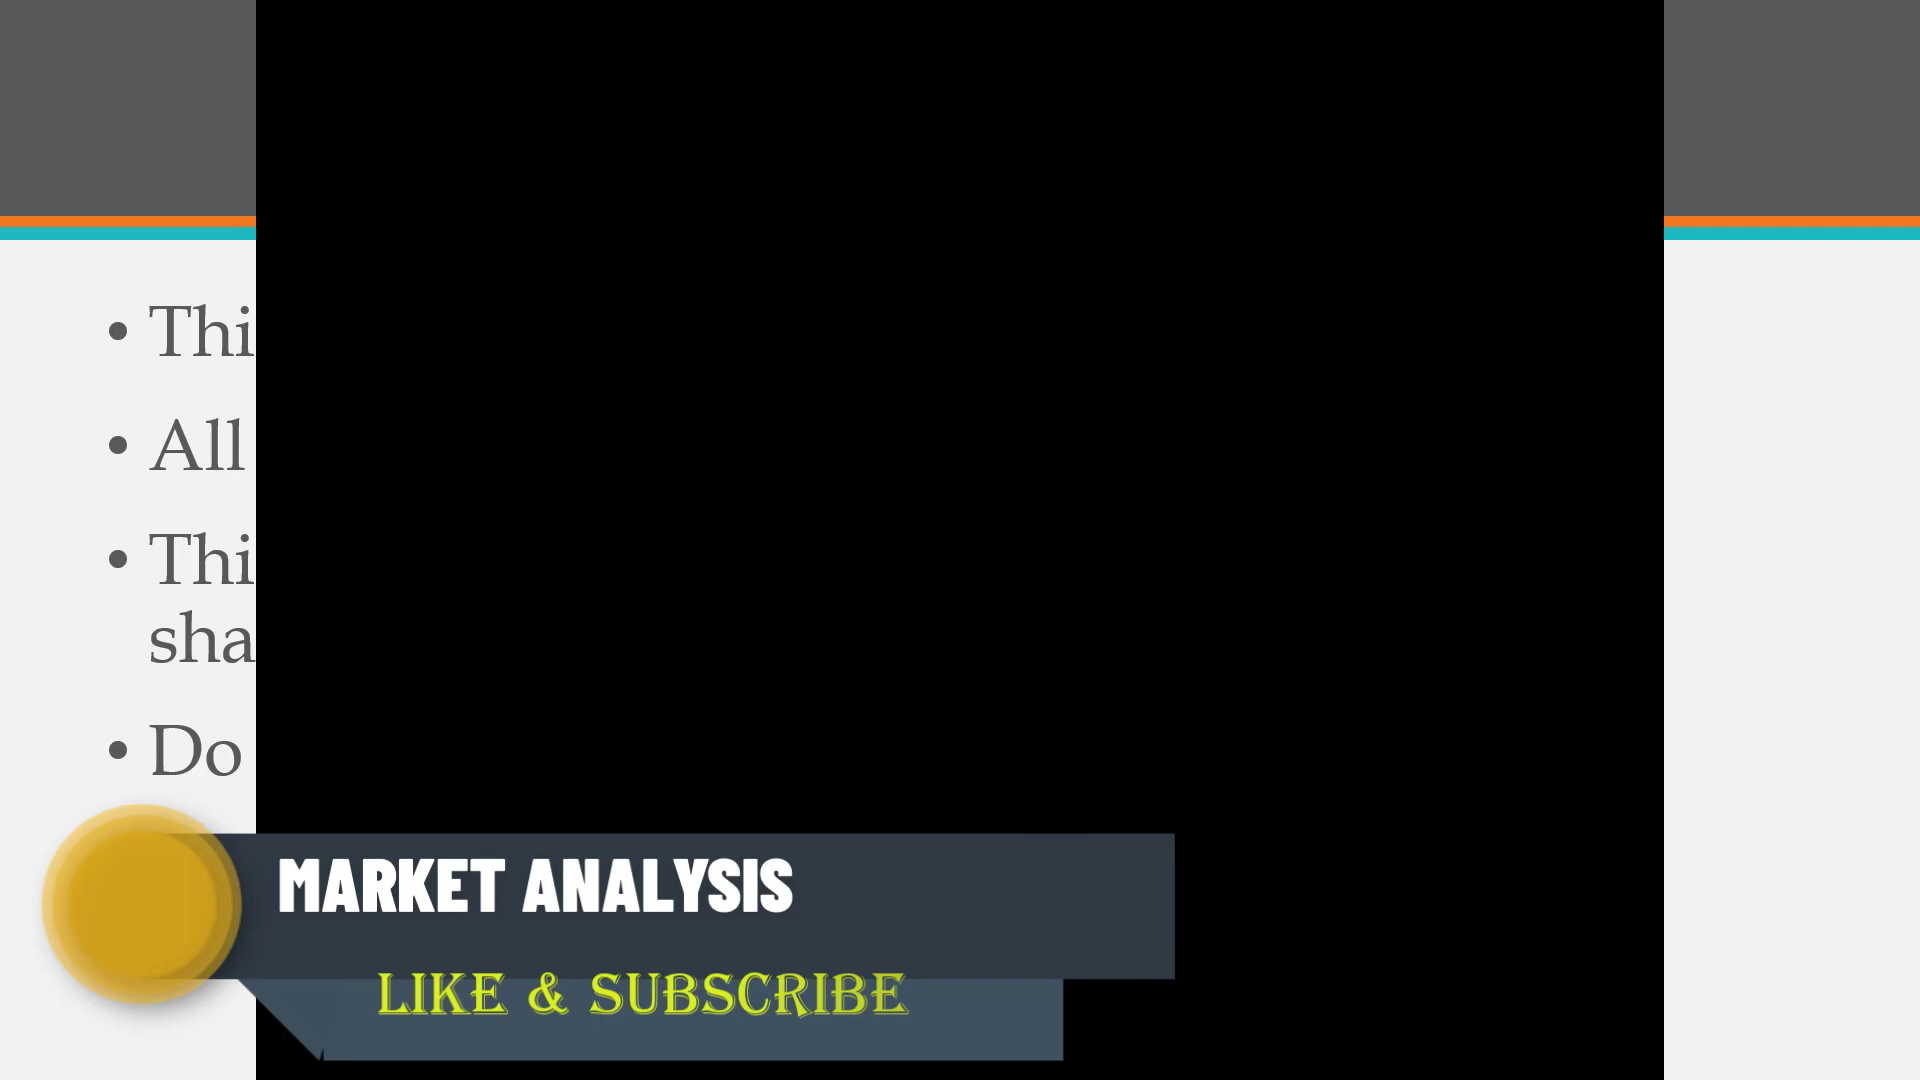 • Thi
• All
• Thi
sha
• Do
MARKET ANALYSIS
LIKE & SUBSCRIBE